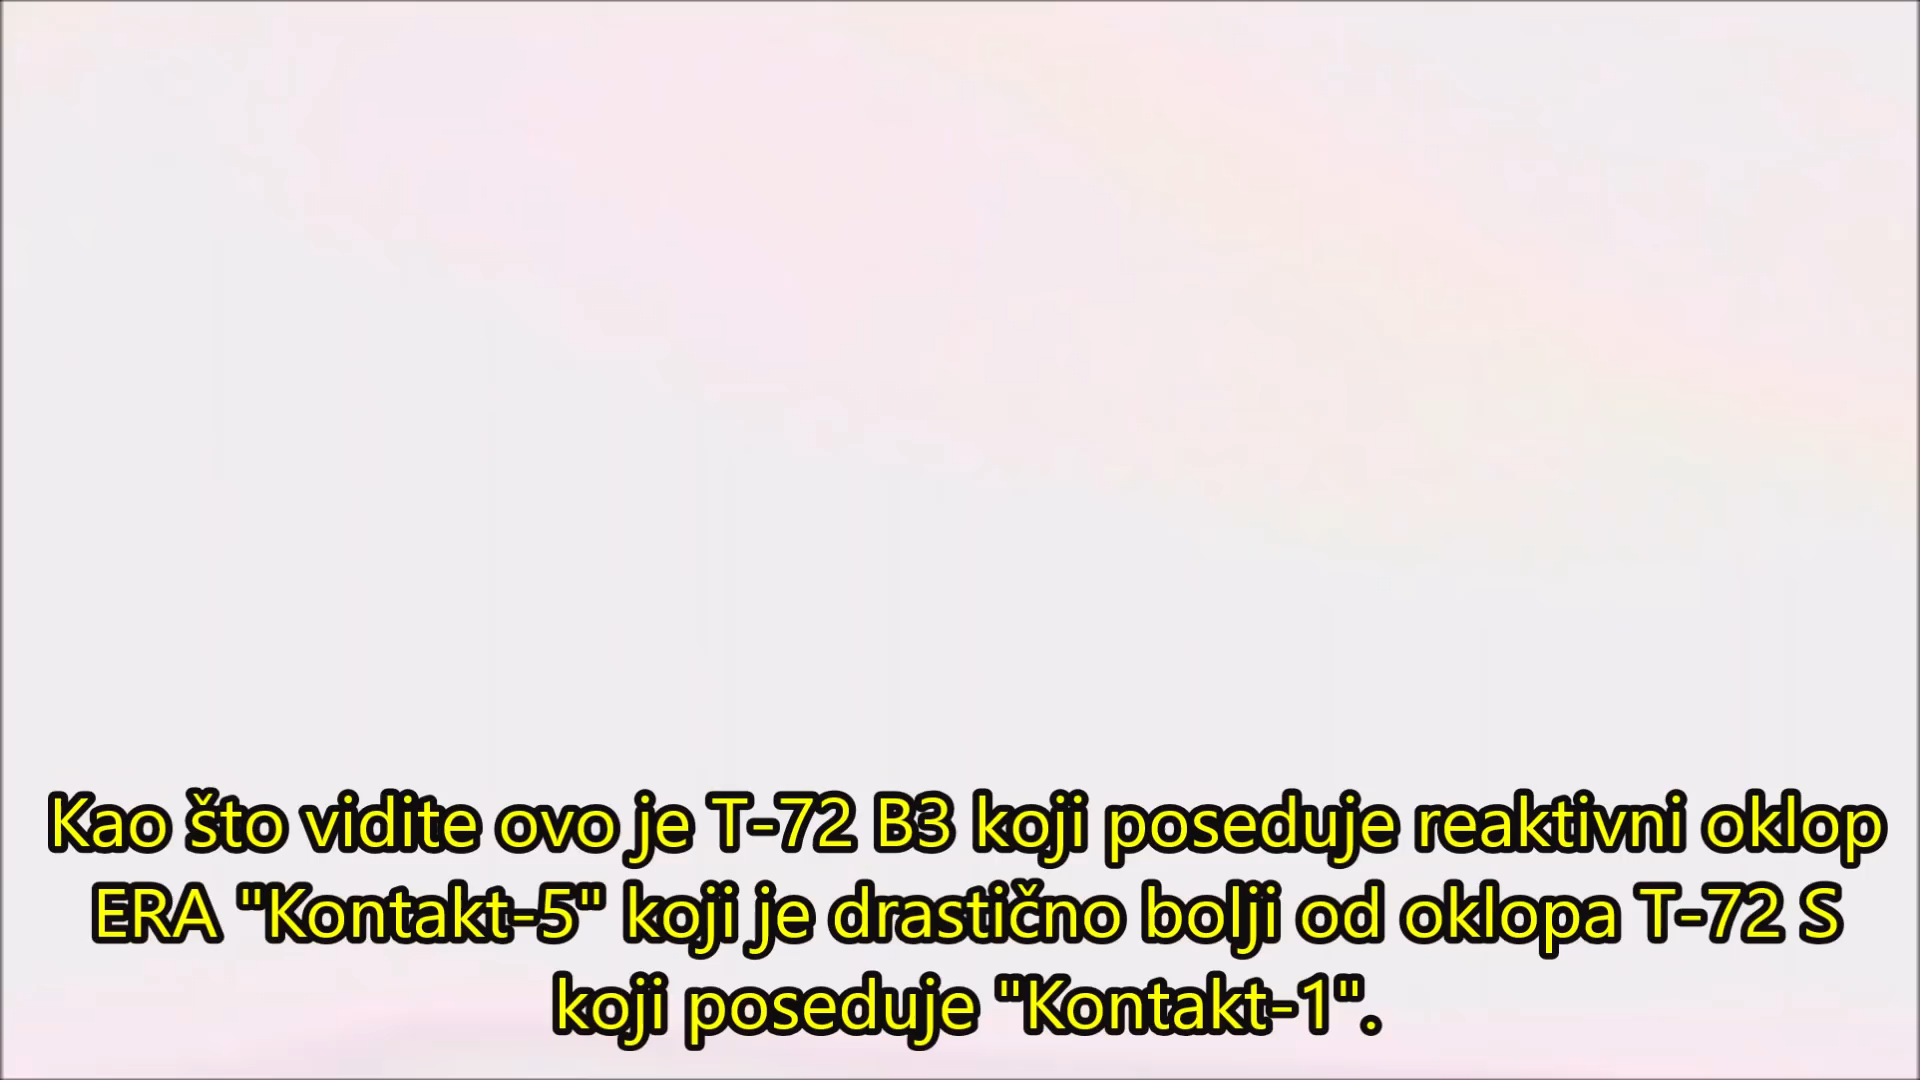 Kao što vidite ovo je T-72 B3 koji poseduje reaktivni oklop
ERA "Kontakt-5" koji je drastično bolji od oklopa T-72 S
koji poseduje "Kontakt-1".